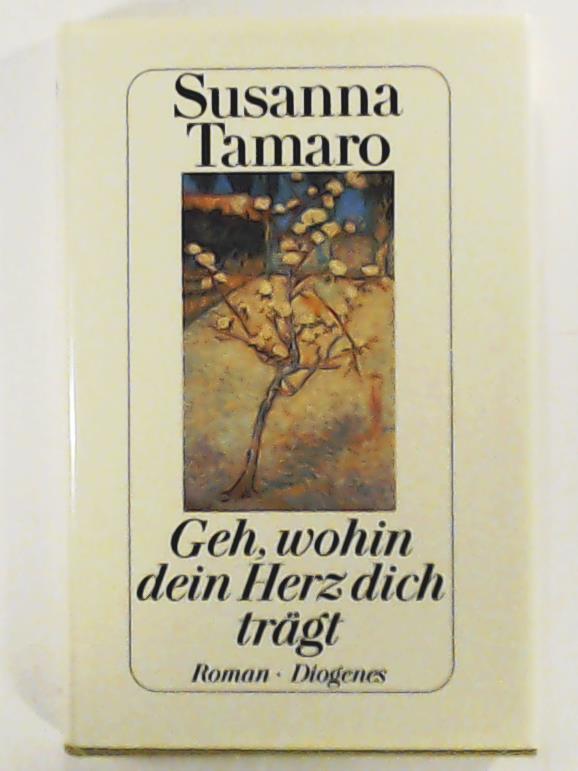 Susanna
Tamaro
Geh, wohin
dein Herz dich
trägt
Roman · Diogenes